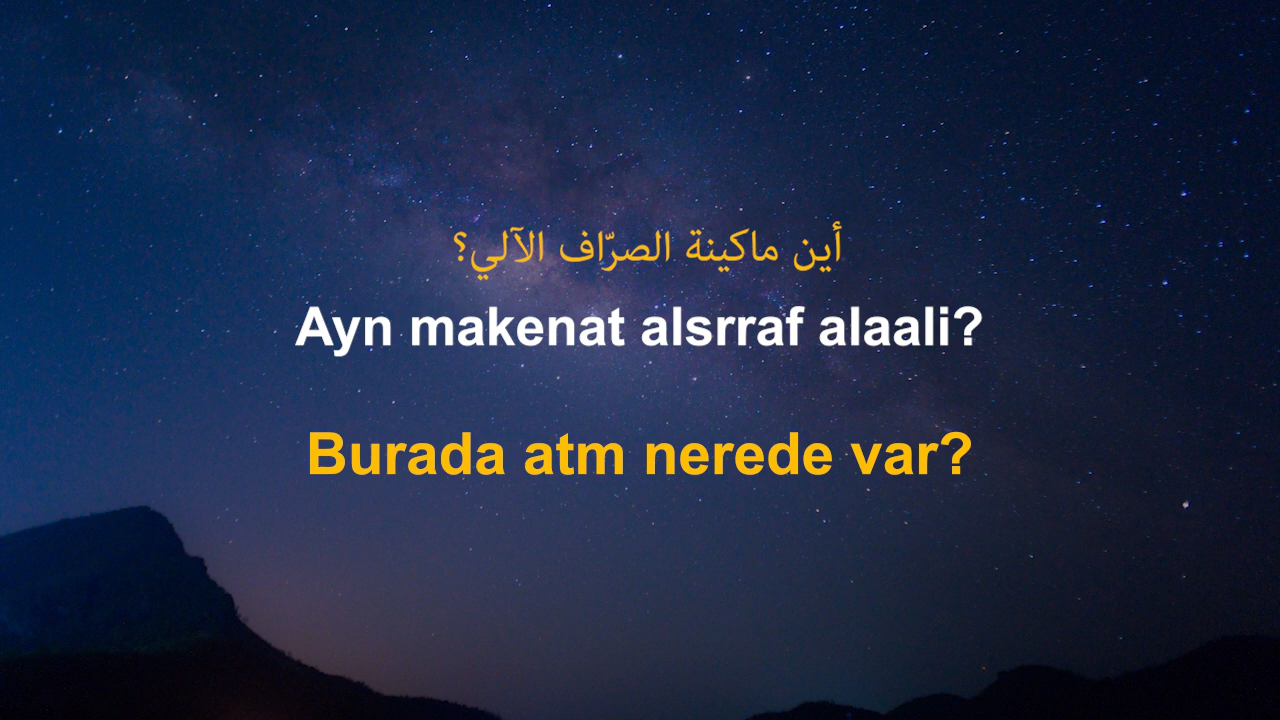 أين ماكينة الصرّاف الآلي؟
Ayn makenat alsrraf alaali?
Burada atm nerede var?